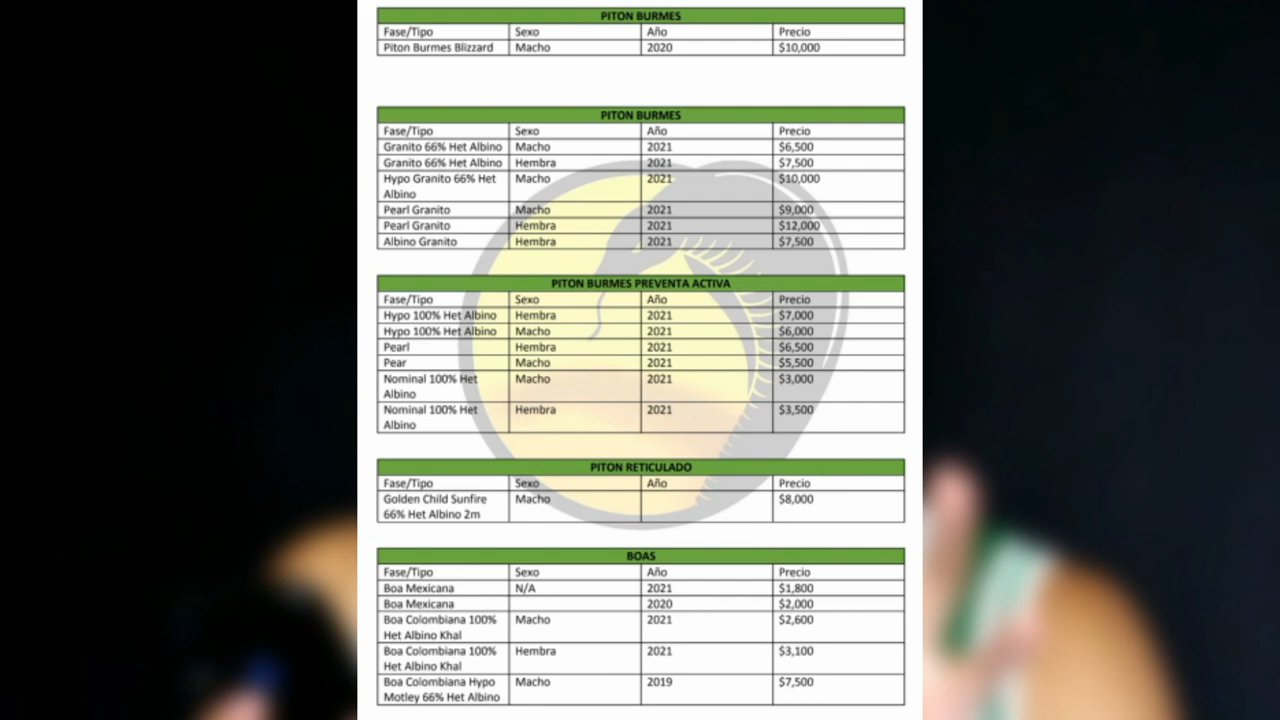 PITON BURMES
Fase/Tipo Sexo Año Precio
Piton Burmes Blizzard Macho 2020 $10,000
PITON BURMES
Fase/Tipo Sexo Año Precio
Granito 66% Het Albino Macho 2021 $6,500
Granito 66% Het Albino Hembra 2021 $7,500
Hypo Granito 66% Het Macho 2021 $10,000
Albino
Pearl Granito Macho 2021 $9,000
Pearl Granito Hembra 2021 $12,000
Albino Granito Hembra 2021 $7,500
PITON BURMES PREVENTA ACTIVA
Fase/Tipo Sexo Año Precio
Hypo 100% Het Albino Hembra 2021 $7,000
Hypo 100% Het Albino Macho 2021 $6,000
Pearl Hembra 2021 $6,500
Pear Macho 2021 $5,500
Nominal 100% Het Macho 2021 $3,000
Albino
Nominal 100% Het Hembra 2021 $3,500
Albino
PITON RETICULADO
Fase/Tipo Sexo Año Precio
Golden Child Sunfire Macho $8,000
66% Het Albino 2m
BOAS
Fase/Tipo Sexo Año Precio
Boa Mexicana N/A 2021 $1,800
Boa Mexicana 2020 $2,000
Boa Colombiana 100% Macho 2021 $2,600
Het Albino Khal
Boa Colombiana 100% Hembra 2021 $3,100
Het Albino Khal
Boa Colombiana Hypo Macho 2019 $7,500
Motley 66% Het Albino